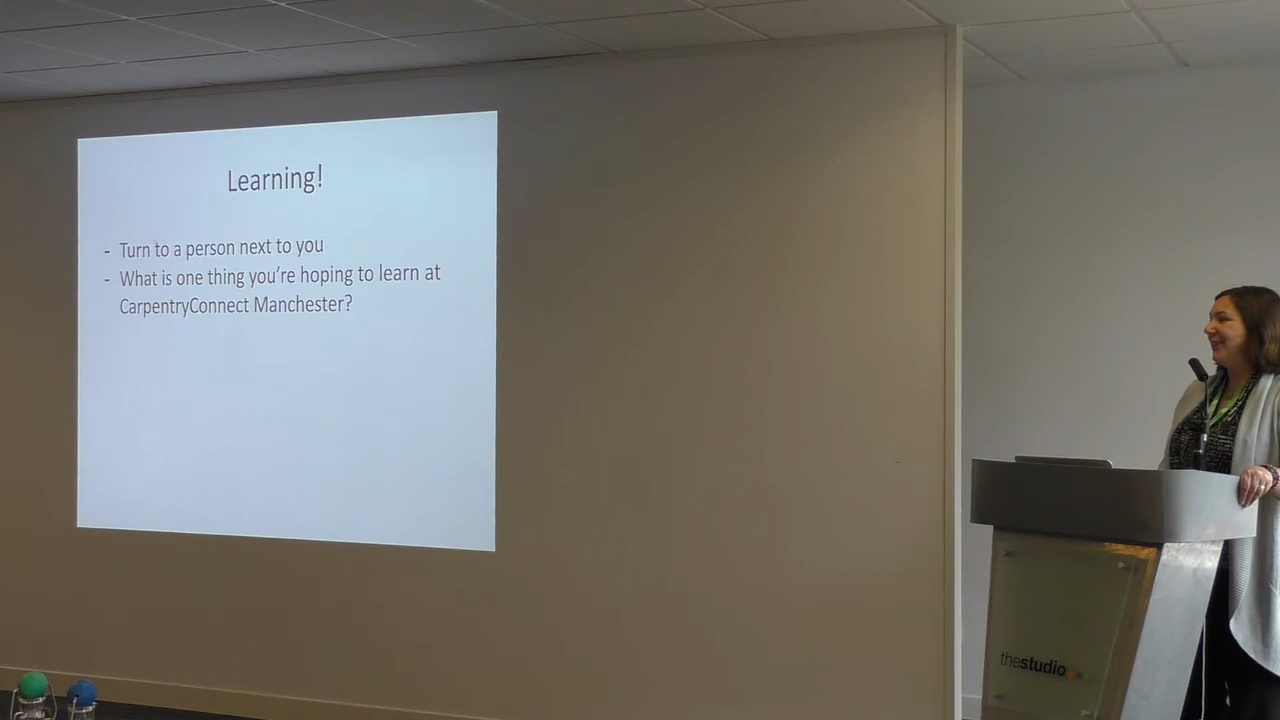 Learning!
- Turn to a person next to you
- What is one thing you're hoping to learn at
CarpentryConnect Manchester?
thestudio